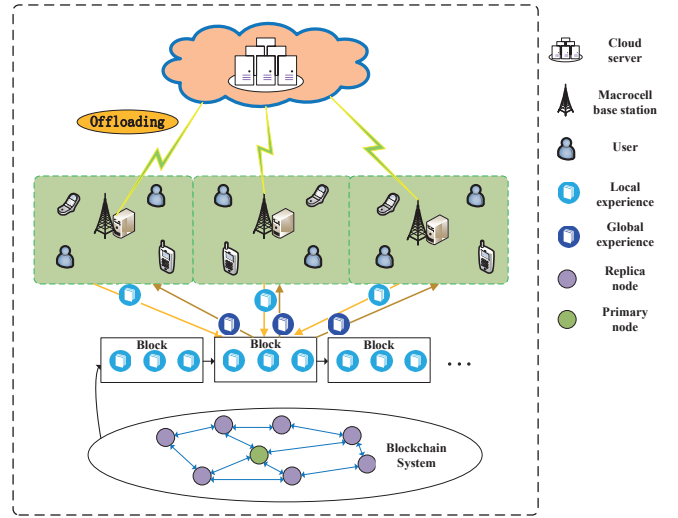 Offloading
Block
Block
Block
...
Blockchain
System
Cloud
server
Macrocell
base station
User
Local
experience
Global
experience
Replica
node
Primary
node